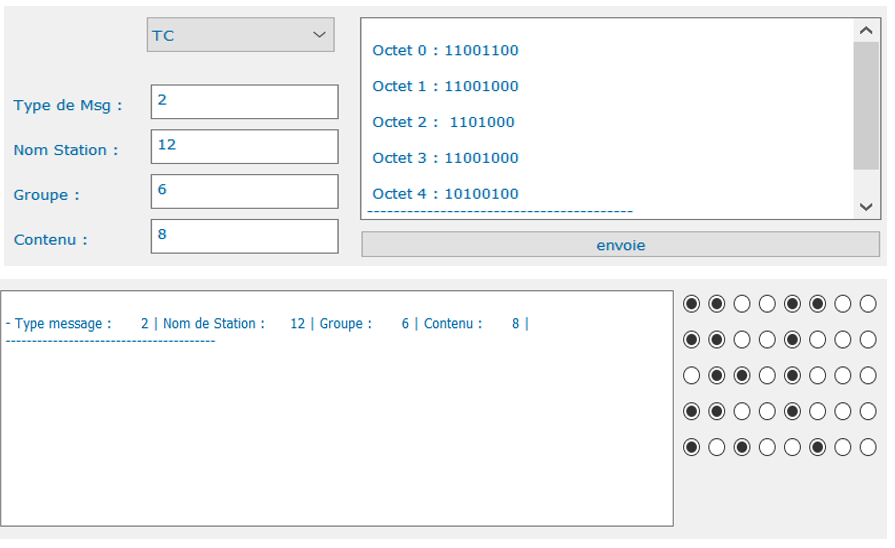 TC
Type de Msg :
2
Nom Station :
12
Groupe :
6
Contenu :
8
Octet 0 : 11001100
Octet 1 : 11001000
Octet 2 :  1101000
Octet 3 : 11001000
Octet 4 : 10100100
----------------------------------------
envoie
- Type message :      2 | Nom de Station :      12 | Groupe :      6 | Contenu :      8 |
----------------------------------------